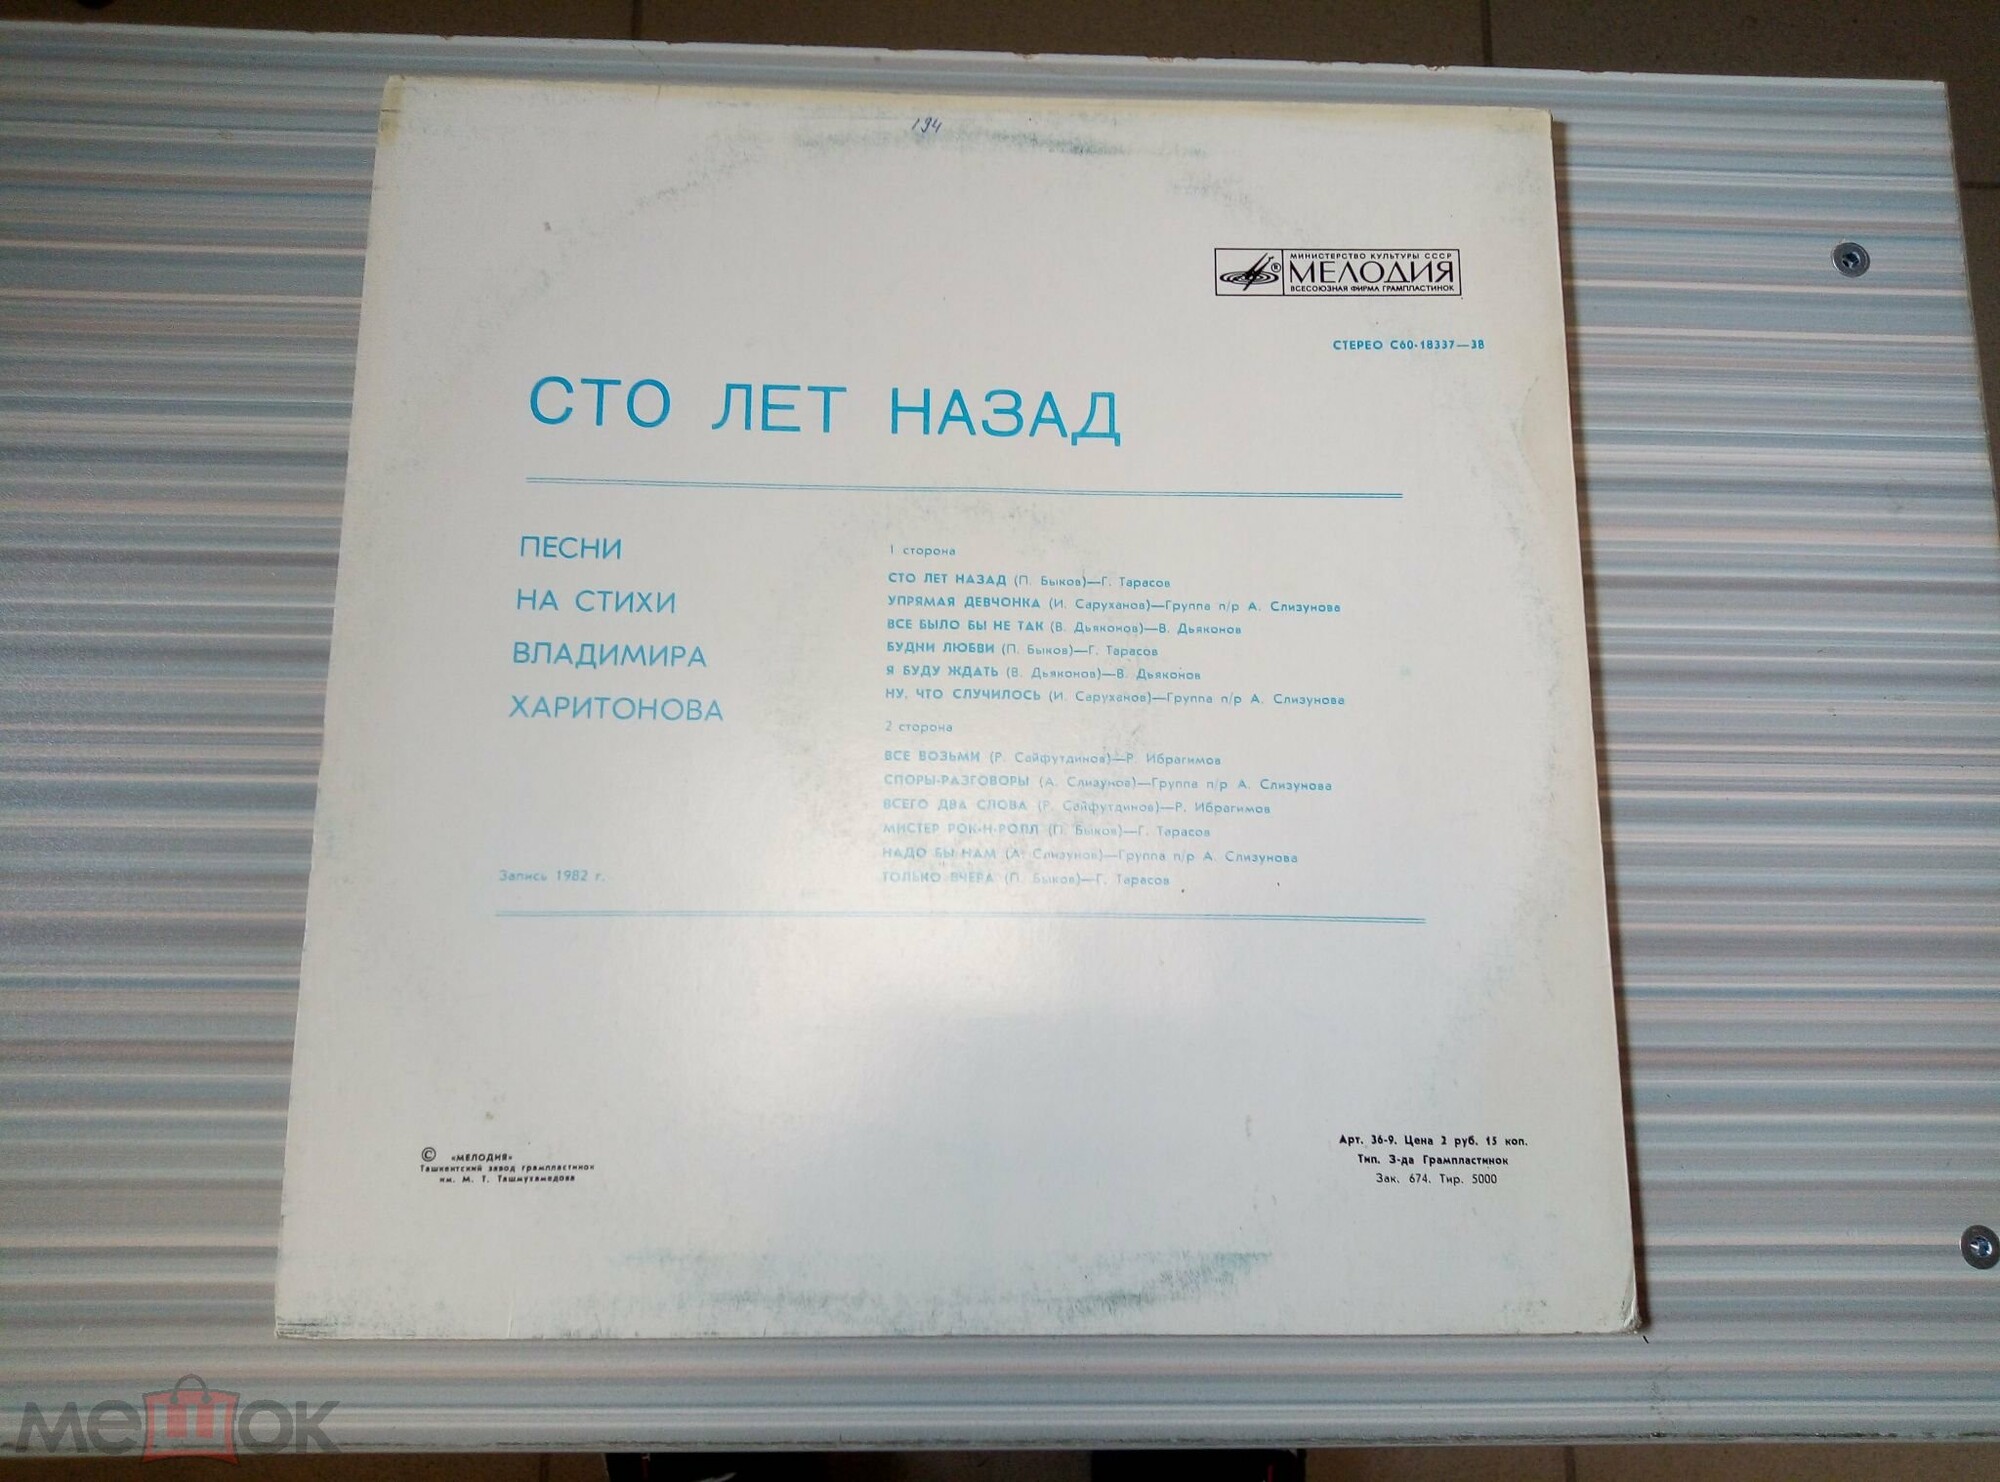 194
МИНИСТЕРСТВО КУЛЬТУРЫ СССР
МЕЛОДИЯ
ВСЕСОЮЗНАЯ ФИРМА ГРАМПЛАСТИНОК
СТЕРЕО С60-18337—38
СТО ЛЕТ НАЗАД
ПЕСНИ
НА СТИХИ
ВЛАДИМИРА
ХАРИТОНОВА
1 сторона
СТО ЛЕТ НАЗАД (П. Быков)—Г. Тарасов
УПРЯМАЯ ДЕВЧОНКА (И. Саруханов)—Группа п/р А. Слизунова
ВСЕ БЫЛО БЫ НЕ ТАК (В. Дьяконов)—В. Дьяконов
БУДНИ ЛЮБВИ (П. Быков)—Г. Тарасов
Я БУДУ ЖДАТЬ (В. Дьяконов)—В. Дьяконов
НУ, ЧТО СЛУЧИЛОСЬ (И. Саруханов)—Группа п/р А. Слизунова
2 сторона
ВСЕ ВОЗЬМИ (Р. Сайфутдинов)—Р. Ибрагимов
СПОРЫ-РАЗГОВОРЫ (А. Слизунов)—Группа п/р А. Слизунова
ВСЕГО ДВА СЛОВА (Р. Сайфутдинов)—Р. Ибрагимов
МИСТЕР РОК-Н-РОЛЛ (П. Быков)—Г. Тарасов
НАДО БЫ НАМ (А. Слизунов)—Группа п/р А. Слизунова
ТОЛЬКО ВЧЕРА (П. Быков)—Г. Тарасов
Запись 1982 г.
© «МЕЛОДИЯ»
Ташкентский завод грампластинок
им. М. Т. Ташмухамедова
Арт. 36-9. Цена 2 руб. 15 коп.
Тип. З-да Грампластинок
Зак. 674. Тир. 5000
мешок